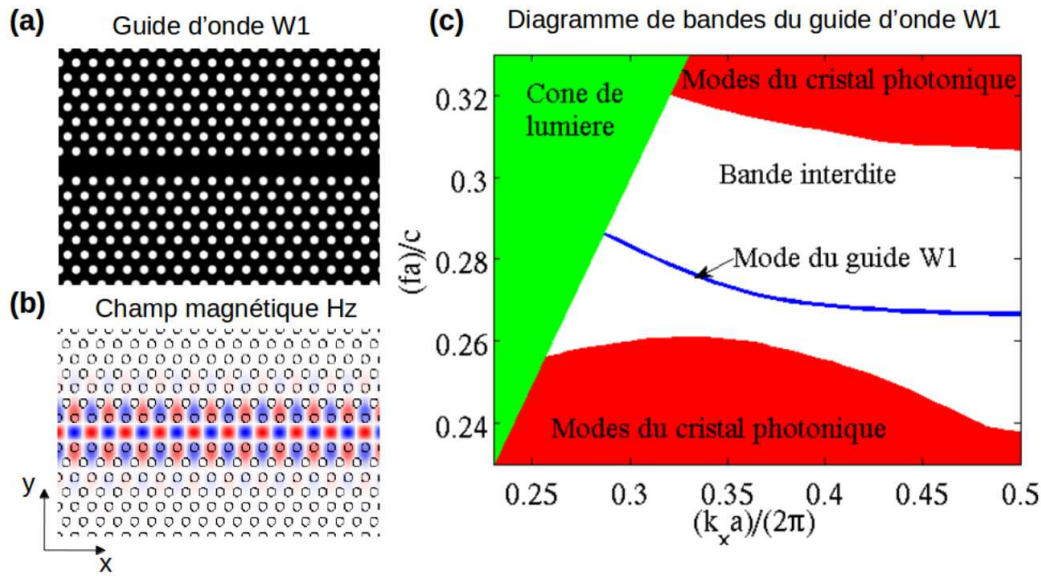 (a)
Guide d'onde W1
(b)
Champ magnétique Hz
y
x
(c)
Diagramme de bandes du guide d'onde W1
Cone de
lumiere
Modes du cristal photonique
Bande interdite
Mode du guide W1
Modes du cristal photonique
(fa)/c
0.32
0.3
0.28
0.26
0.24
0.25
0.3
0.35
0.4
0.45
0.5
(kₓa)/(2π)